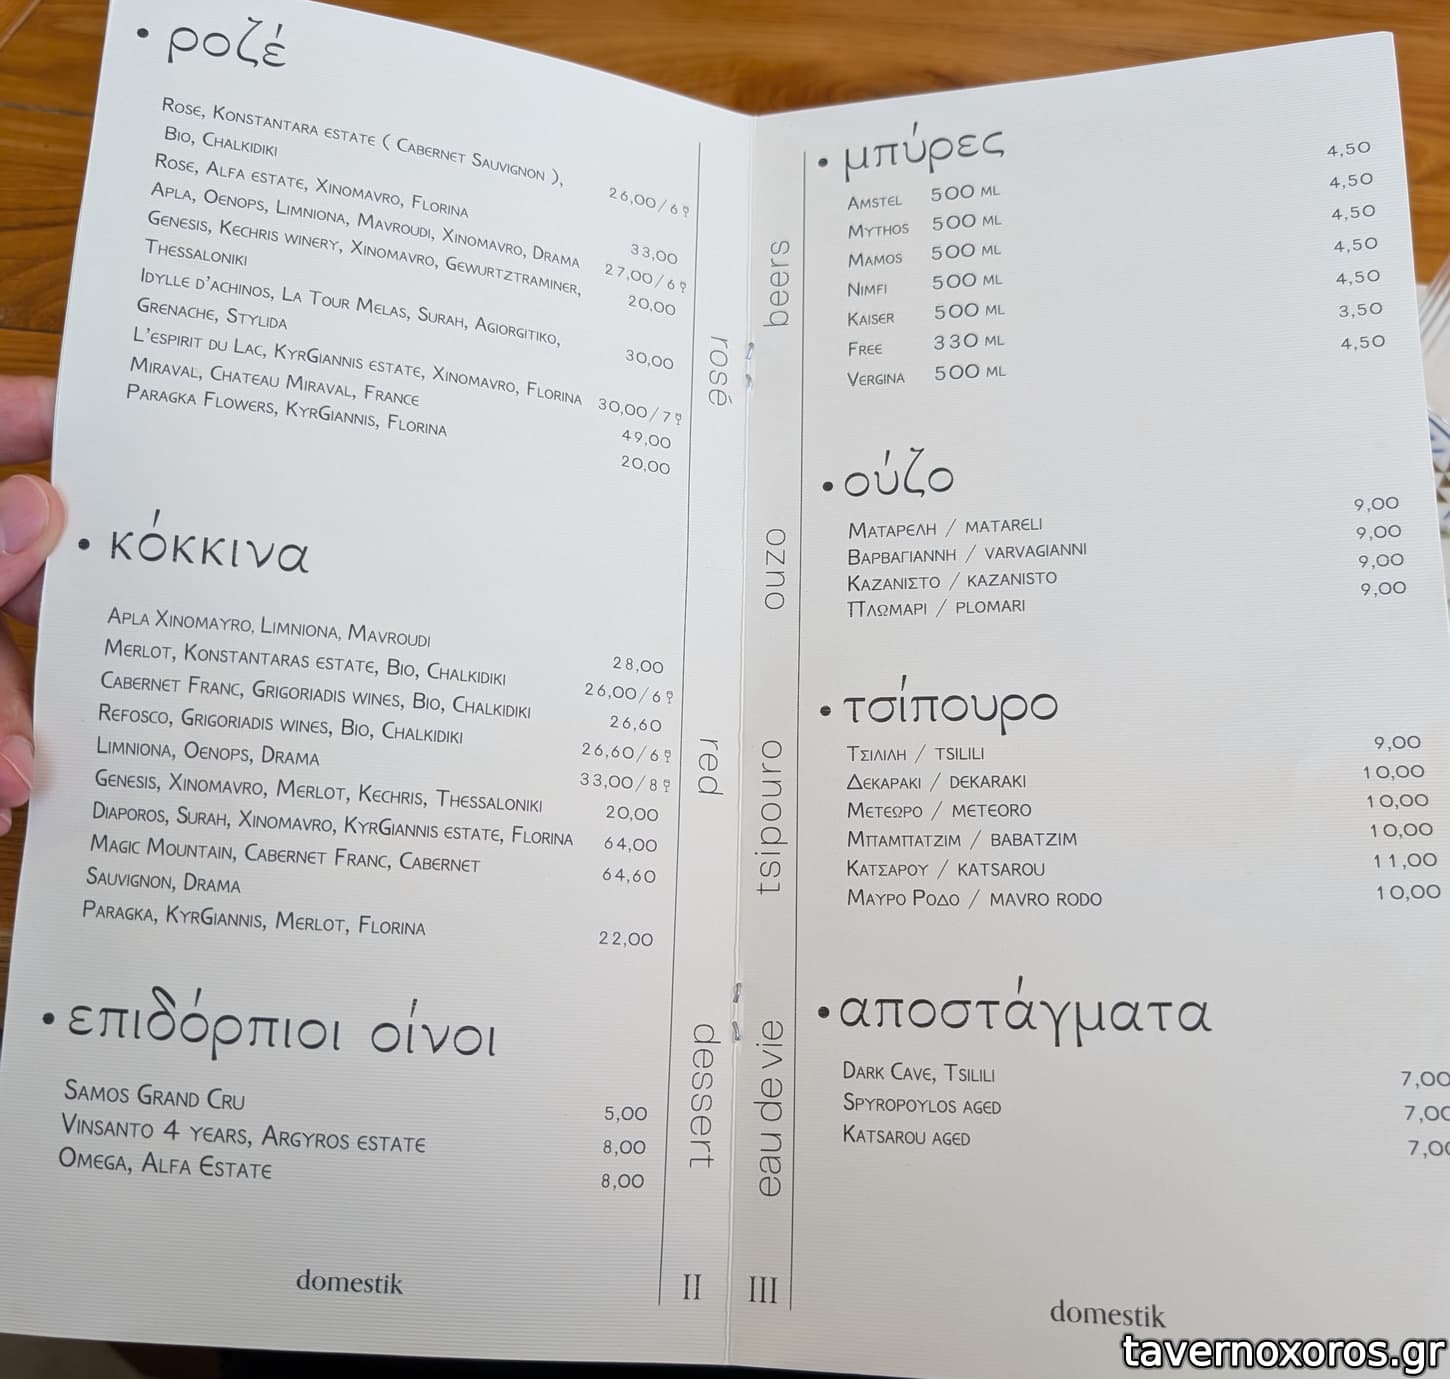 • ροζέ
Rose, Konstantara estate ( Cabernet Sauvignon ),
Bio, Chalkidiki 26,00/6
Rose, Alfa estate, Xinomavro, Florina 33,00
Apla, Oenops, Limniona, Mavroudi, Xinomavro, Drama 27,00/6
Genesis, Kechris winery, Xinomavro, Gewurtztraminer, 20,00
Thessaloniki
Idylle d'achinos, La Tour Melas, Surah, Agiorgitiko, 30,00
Grenache, Stylida
L'espirit du Lac, KyrGiannis estate, Xinomavro, Florina 30,00/7
Miraval, Chateau Miraval, France 49,00
Paragka Flowers, KyrGiannis, Florina 20,00
rosé
• κόκκινα
Apla Xinomayro, Limniona, Mavroudi 28,00
Merlot, Konstantaras estate, Bio, Chalkidiki 26,00/6
Cabernet Franc, Grigoriadis wines, Bio, Chalkidiki 26,60
Refosco, Grigoriadis wines, Bio, Chalkidiki 26,60/6
Limniona, Oenops, Drama 33,00/8
Genesis, Xinomavro, Merlot, Kechris, Thessaloniki 20,00
Diaporos, Surah, Xinomavro, KyrGiannis estate, Florina 64,00
Magic Mountain, Cabernet Franc, Cabernet 64,60
Sauvignon, Drama
Paragka, KyrGiannis, Merlot, Florina 22,00
red
• επιδόρπιοι οίνοι
Samos Grand Cru 5,00
Vinsanto 4 years, Argyros estate 8,00
Omega, Alfa Estate 8,00
dessert
domestik
II
• μπύρες
Amstel 500 ml 4,50
Mythos 500 ml 4,50
Mamos 500 ml 4,50
Nimfi 500 ml 4,50
Kaiser 500 ml 4,50
Free 330 ml 3,50
Vergina 500 ml 4,50
beers
• ούζο
Ματαρελη / matareli 9,00
Βαρβαγιαννη / varvagianni 9,00
Καζανιστο / kazanisto 9,00
Πλωμαρι / plomari 9,00
ouzo
• τσίπουρο
Τσιλιλη / tsilili 9,00
Δεκαρακι / dekaraki 10,00
Μετεωρο / meteoro 10,00
Μπαμπατζιμ / babatzim 10,00
Κατσαρου / katsarou 11,00
Μαυρο Ροδο / mavro rodo 10,00
tsipouro
• αποστάγματα
Dark Cave, Tsilili 7,00
Spyropoylos aged 7,00
Katsarou aged 7,00
eau de vie
III
domestik
tavernoxoros.gr